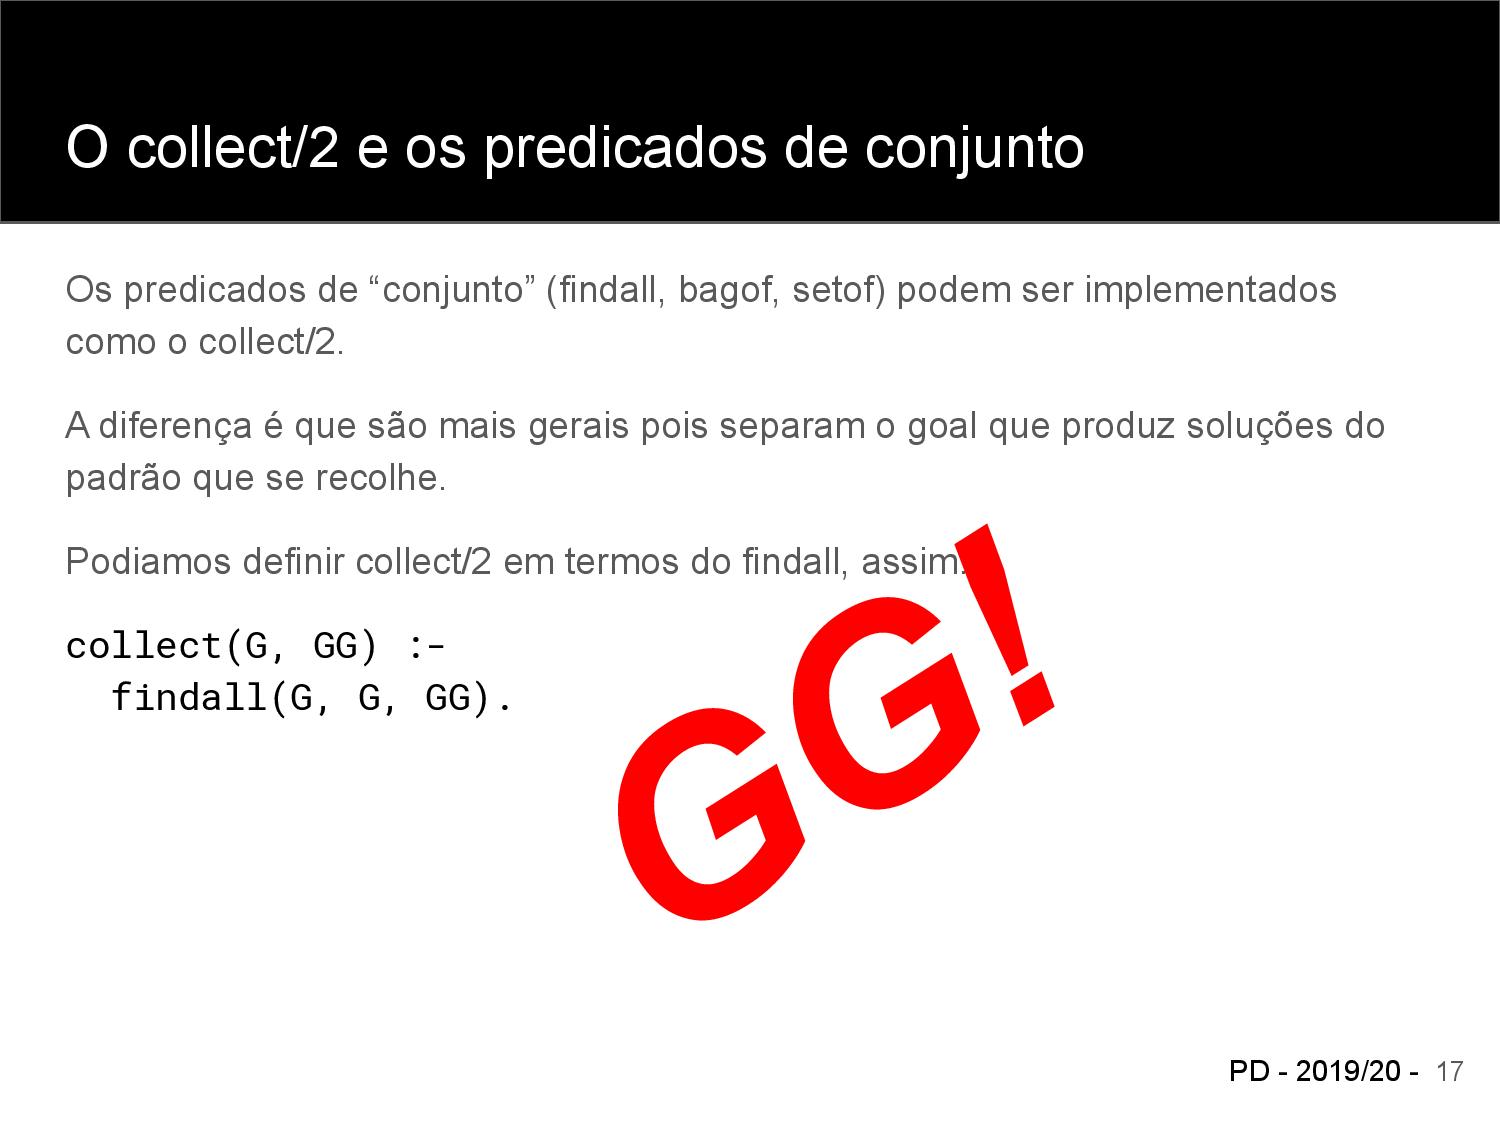 O collect/2 e os predicados de conjunto
Os predicados de “conjunto” (findall, bagof, setof) podem ser implementados
como o collect/2.
A diferença é que são mais gerais pois separam o goal que produz soluções do
padrão que se recolhe.
Podiamos definir collect/2 em termos do findall, assim:
collect(G, GG) :-
  findall(G, G, GG).
GG!
PD - 2019/20 - 17